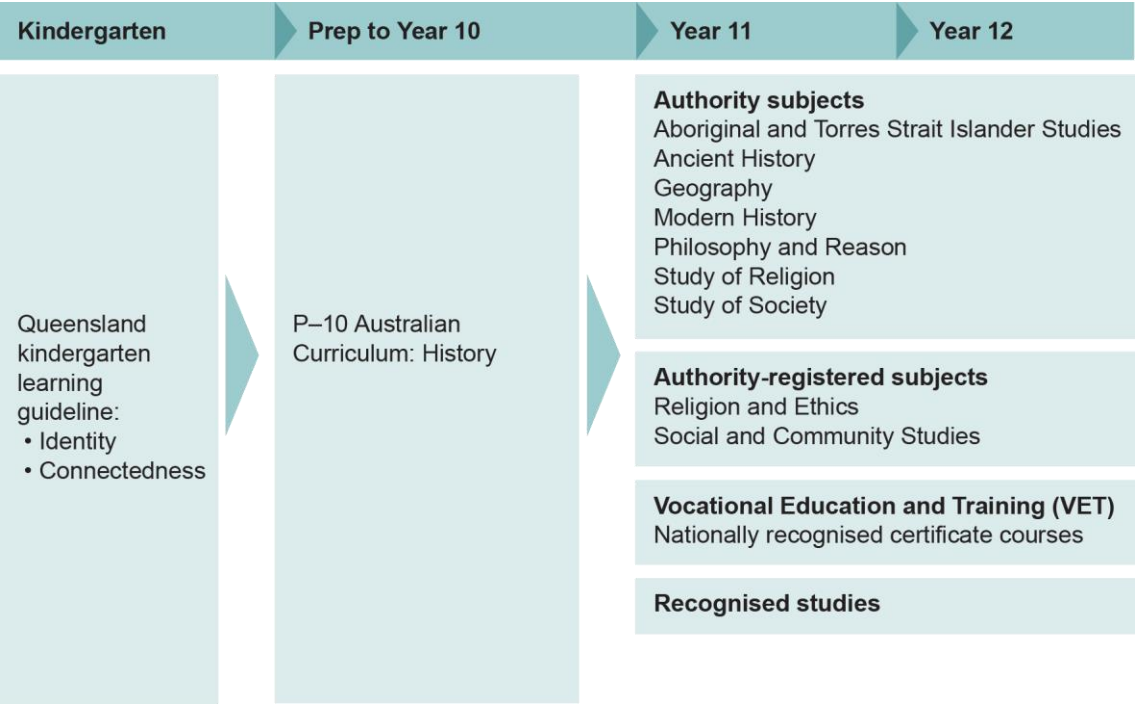 Kindergarten
Prep to Year 10
Year 11
Year 12
Queensland
kindergarten
learning
guideline:
• Identity
• Connectedness
P–10 Australian
Curriculum: History
Authority subjects
Aboriginal and Torres Strait Islander Studies
Ancient History
Geography
Modern History
Philosophy and Reason
Study of Religion
Study of Society
Authority-registered subjects
Religion and Ethics
Social and Community Studies
Vocational Education and Training (VET)
Nationally recognised certificate courses
Recognised studies